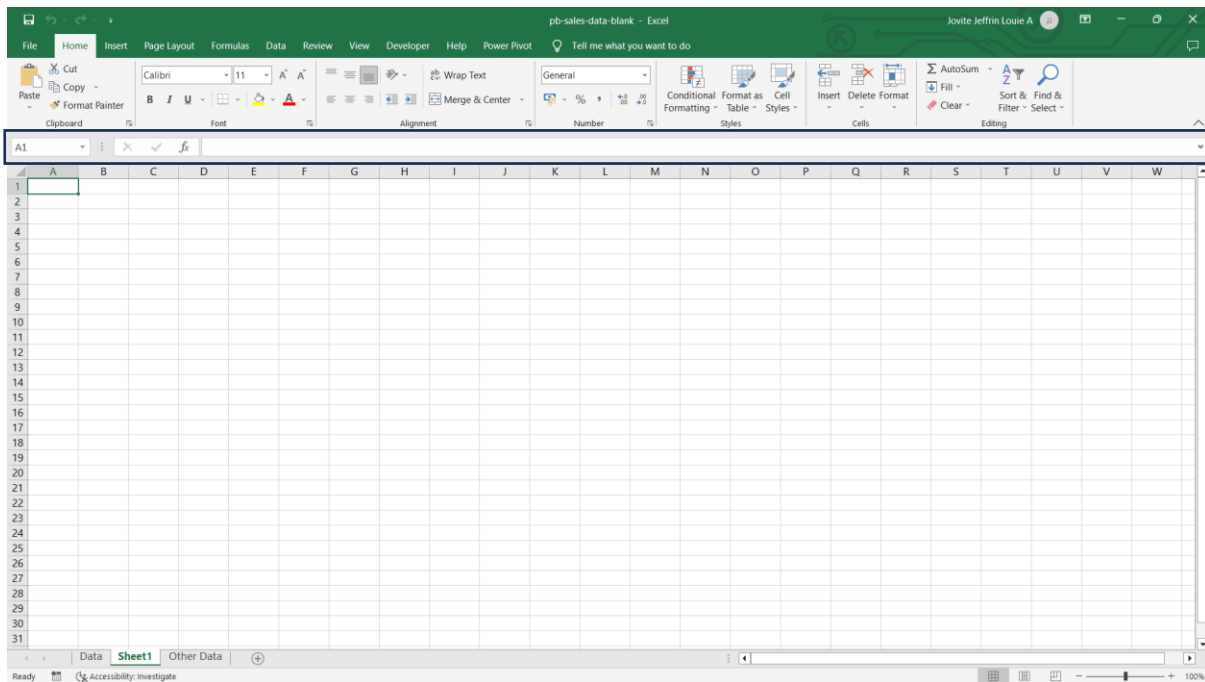 pb-sales-data-blank - Excel
Jovite Jeffrin Louie A
File Home Insert Page Layout Formulas Data Review View Developer Help Power Pivot Tell me what you want to do
Paste
Cut
Copy
Format Painter
Clipboard
Calibri 11 A A
B I U A
Font
ab Wrap Text
Merge & Center
Alignment
General
% ,
Number
Conditional Formatting
Format as Table
Cell Styles
Styles
Insert Delete Format
Cells
AutoSum
Fill
Clear
Sort & Filter
Find & Select
Editing
A1 fx
A B C D E F G H I J K L M N O P Q R S T U V W
1
2
3
4
5
6
7
8
9
10
11
12
13
14
15
16
17
18
19
20
21
22
23
24
25
26
27
28
29
30
31
Data Sheet1 Other Data
Ready Accessibility: Investigate 100%